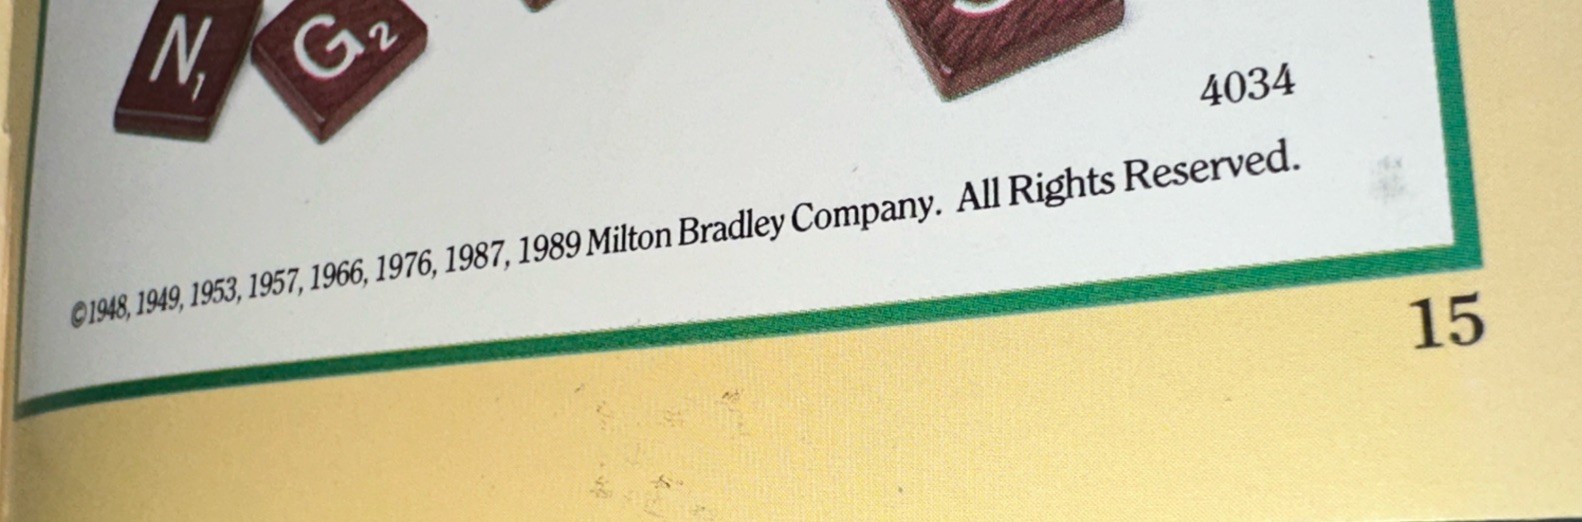 N1 G2
4034
©1948, 1949, 1953, 1957, 1966, 1976, 1987, 1989 Milton Bradley Company. All Rights Reserved.
15